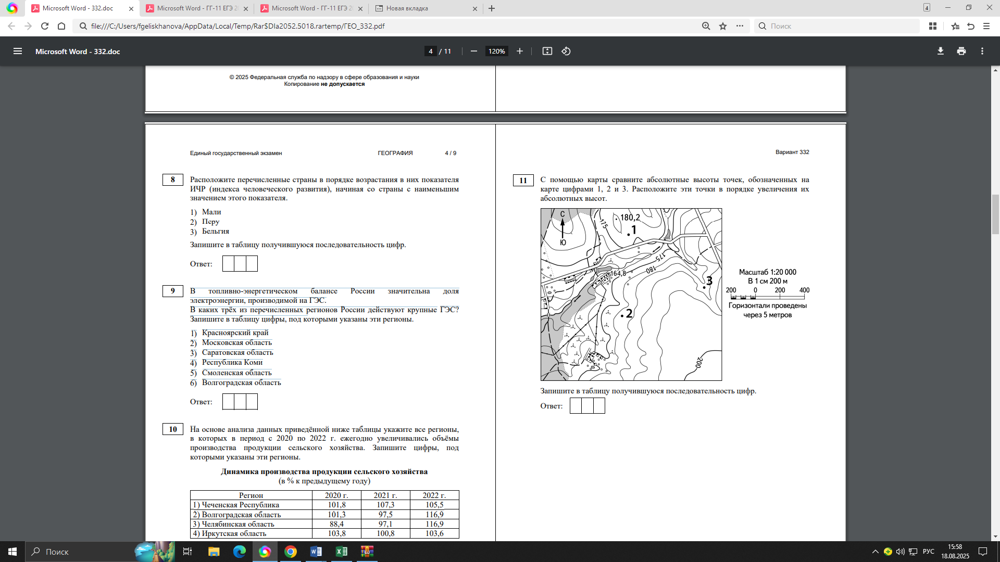 Microsoft Word - 332.doc
Microsoft Word - ГГ-11 ЕГЭ 2
Microsoft Word - ГГ-11 ЕГЭ 2
Новая вкладка
4
file:///C:/Users/fgeliskhanova/AppData/Local/Temp/Rar$DIa2052.5018.rartemp/ГЕО_332.pdf
Поиск
Microsoft Word - 332.doc
4 / 11
120%
© 2025 Федеральная служба по надзору в сфере образования и науки
Копирование не допускается
Единый государственный экзамен ГЕОГРАФИЯ 4 / 9
8
Расположите перечисленные страны в порядке возрастания в них показателя
ИЧР (индекса человеческого развития), начиная со страны с наименьшим
значением этого показателя.
1) Мали
2) Перу
3) Бельгия
Запишите в таблицу получившуюся последовательность цифр.
Ответ:
9
В топливно-энергетическом балансе России значительна доля
электроэнергии, производимой на ГЭС.
В каких трёх из перечисленных регионов России действуют крупные ГЭС?
Запишите в таблицу цифры, под которыми указаны эти регионы.
1) Красноярский край
2) Московская область
3) Саратовская область
4) Республика Коми
5) Смоленская область
6) Волгоградская область
Ответ:
10
На основе анализа данных приведённой ниже таблицы укажите все регионы,
в которых в период с 2020 по 2022 г. ежегодно увеличивались объёмы
производства продукции сельского хозяйства. Запишите цифры, под
которыми указаны эти регионы.
Динамика производства продукции сельского хозяйства
(в % к предыдущему году)
Регион 2020 г. 2021 г. 2022 г.
1) Чеченская Республика 101,8 107,3 105,5
2) Волгоградская область 101,3 97,5 116,9
3) Челябинская область 88,4 97,1 116,9
4) Иркутская область 103,8 100,8 103,6
Вариант 332
11
С помощью карты сравните абсолютные высоты точек, обозначенных на
карте цифрами 1, 2 и 3. Расположите эти точки в порядке увеличения их
абсолютных высот.
С
Ю
175
180,2
1
175
180
164,8
3
2
200
Масштаб 1:20 000
В 1 см 200 м
200 0 200 400
Горизонтали проведены
через 5 метров
Запишите в таблицу получившуюся последовательность цифр.
Ответ:
Поиск
РУС
15:58
18.08.2025